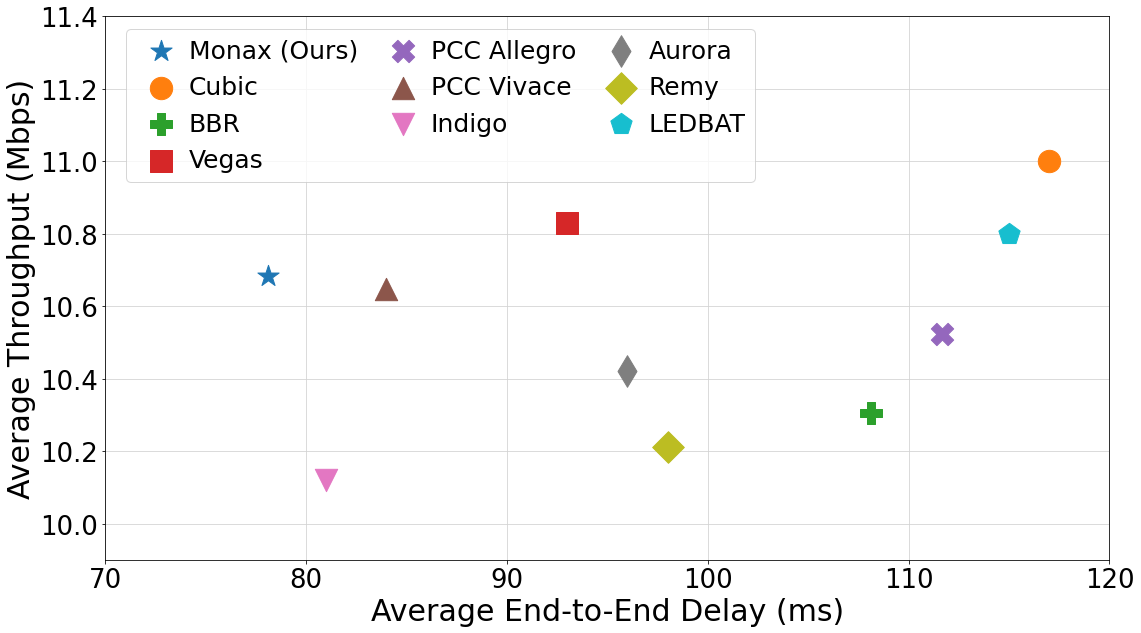 Average Throughput (Mbps)
11.4
11.2
11.0
10.8
10.6
10.4
10.2
10.0
Monax (Ours)
Cubic
BBR
Vegas
PCC Allegro
PCC Vivace
Indigo
Aurora
Remy
LEDBAT
70 80 90 100 110 120
Average End-to-End Delay (ms)